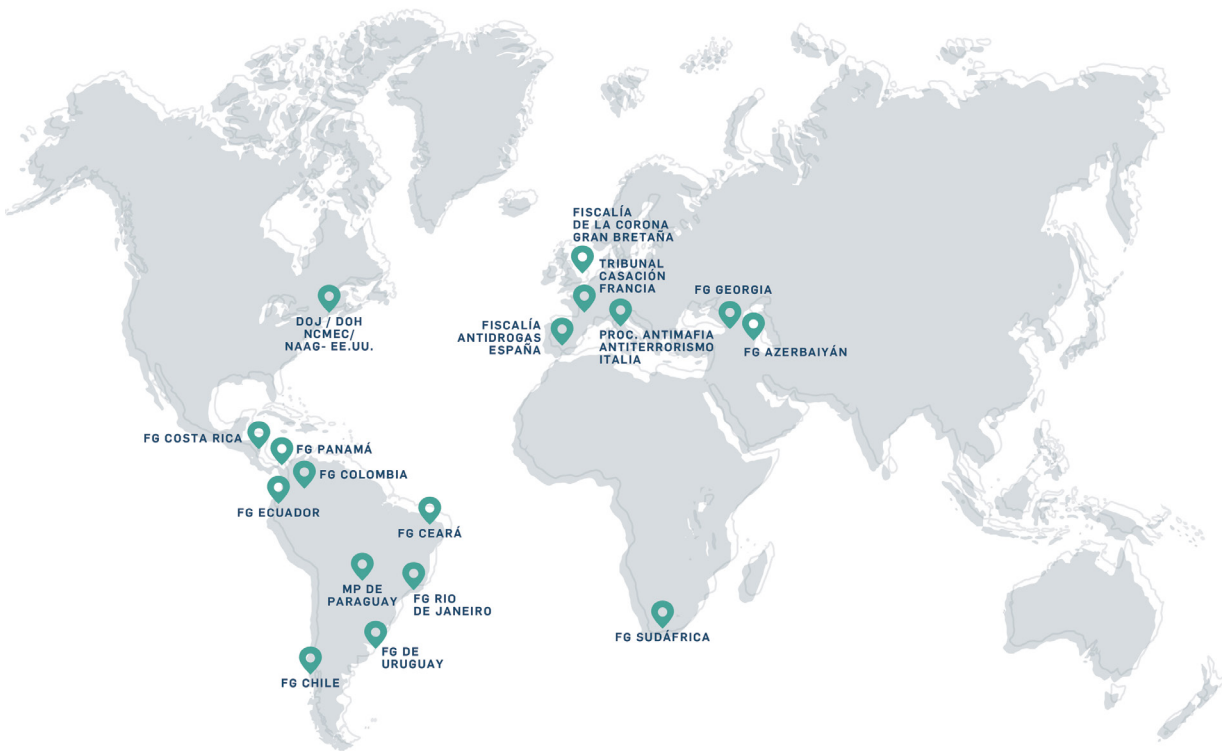 FISCALÍA
DE LA CORONA
GRAN BRETAÑA
TRIBUNAL
CASACIÓN
FRANCIA
FG GEORGIA
DOJ / DOH
NCMEC/
NAAG- EE.UU.
FISCALÍA
ANTIDROGAS
ESPAÑA
PROC. ANTIMAFIA
ANTITERRORISMO
ITALIA
FG AZERBAIYÁN
FG COSTA RICA
FG PANAMÁ
FG COLOMBIA
FG ECUADOR
FG CEARÁ
MP DE
PARAGUAY
FG RIO
DE JANEIRO
FG SUDÁFRICA
FG DE
URUGUAY
FG CHILE